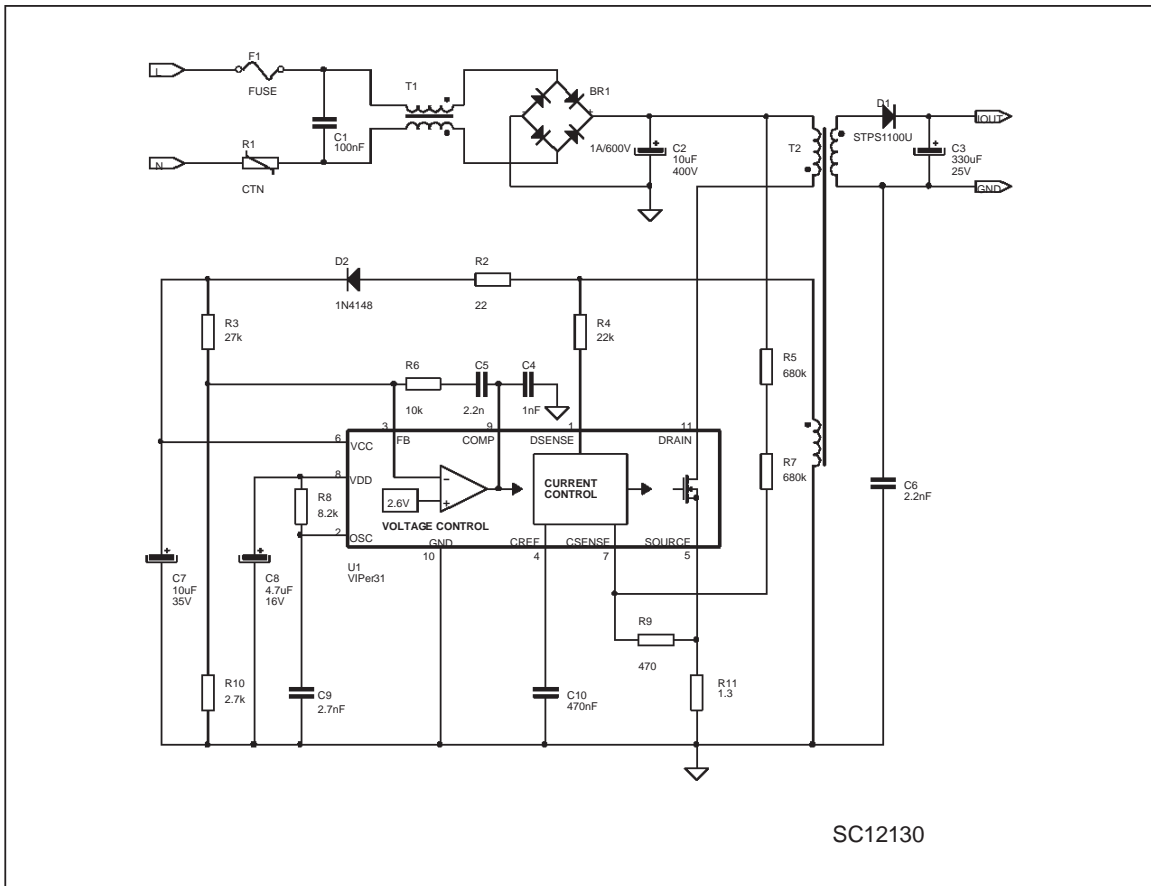 F1
FUSE
L
T1
BR1
D1
IOUT
STPS1100U
C1
100nF
1A/600V
C2
10uF
400V
T2
C3
330uF
25V
R1
CTN
N
GND
D2
1N4148
R2
22
R3
27k
R4
22k
R5
680k
R6
10k
C5
2.2n
C4
1nF
3
9
1
11
6
VCC
FB
COMP
DSENSE
DRAIN
R7
680k
8
VDD
R8
8.2k
2.6V
CURRENT
CONTROL
C6
2.2nF
VOLTAGE CONTROL
2
OSC
GND
CREF
CSENSE
SOURCE
10
4
7
5
U1
VIPer31
C7
10uF
35V
C8
4.7uF
16V
R9
470
R10
2.7k
C9
2.7nF
C10
470nF
R11
1.3
SC12130